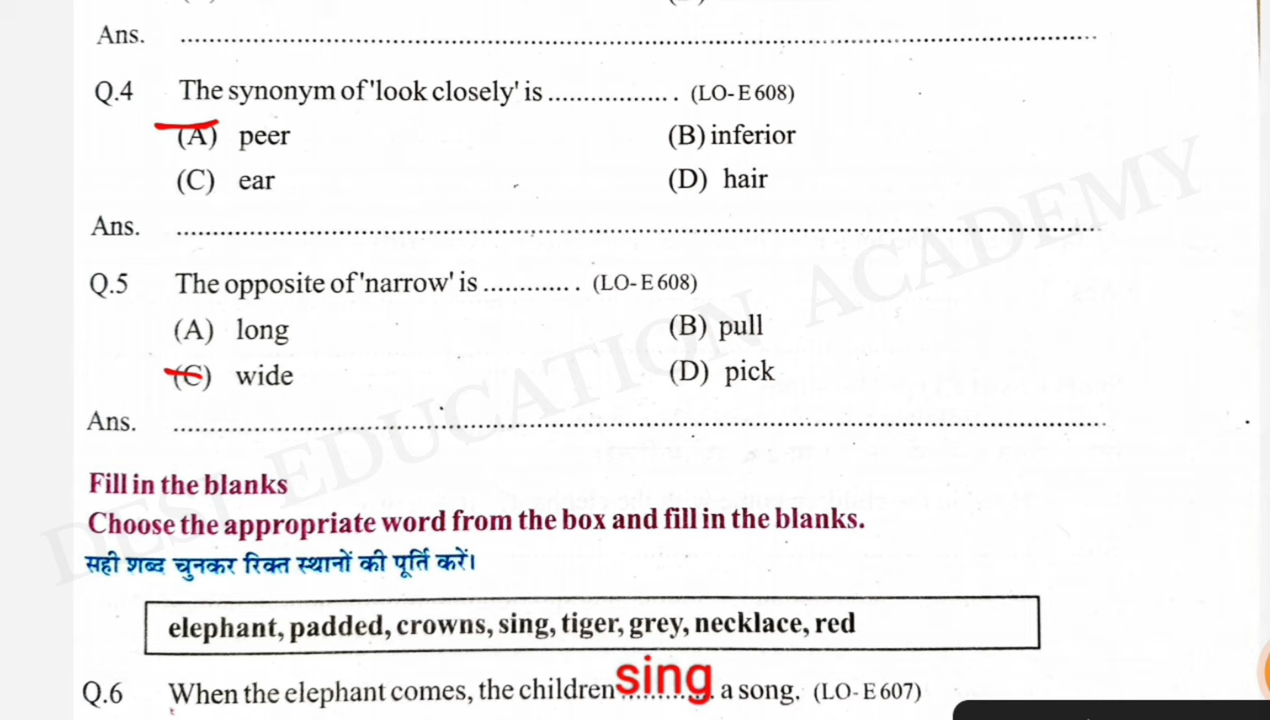 Ans.
Q.4 The synonym of 'look closely' is .................. . (LO-E 608)
(A) peer (B) inferior
(C) ear (D) hair
Ans.
Q.5 The opposite of 'narrow' is ............. . (LO-E 608)
(A) long (B) pull
(C) wide (D) pick
Ans.
DESI EDUCATION ACADEMY
Fill in the blanks
Choose the appropriate word from the box and fill in the blanks.
सही शब्द चुनकर रिक्त स्थानों की पूर्ति करें।
elephant, padded, crowns, sing, tiger, grey, necklace, red
Q.6 When the elephant comes, the children sing a song. (LO-E 607)